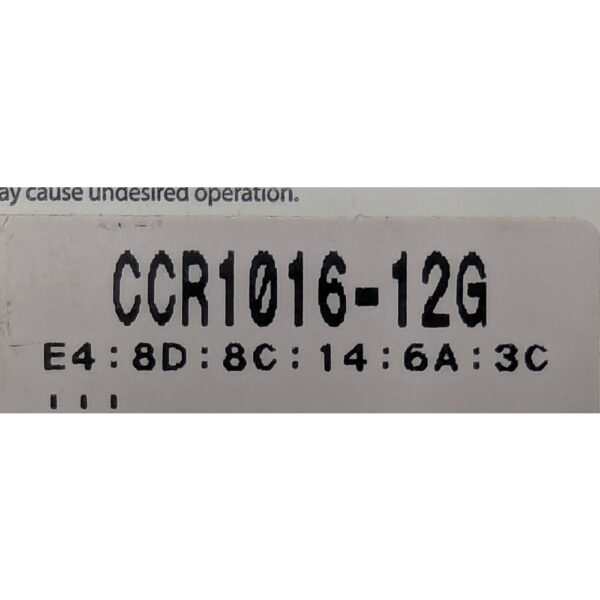 ay cause undesired operation.
CCR1016-12G
E4:8D:8C:14:6A:3C